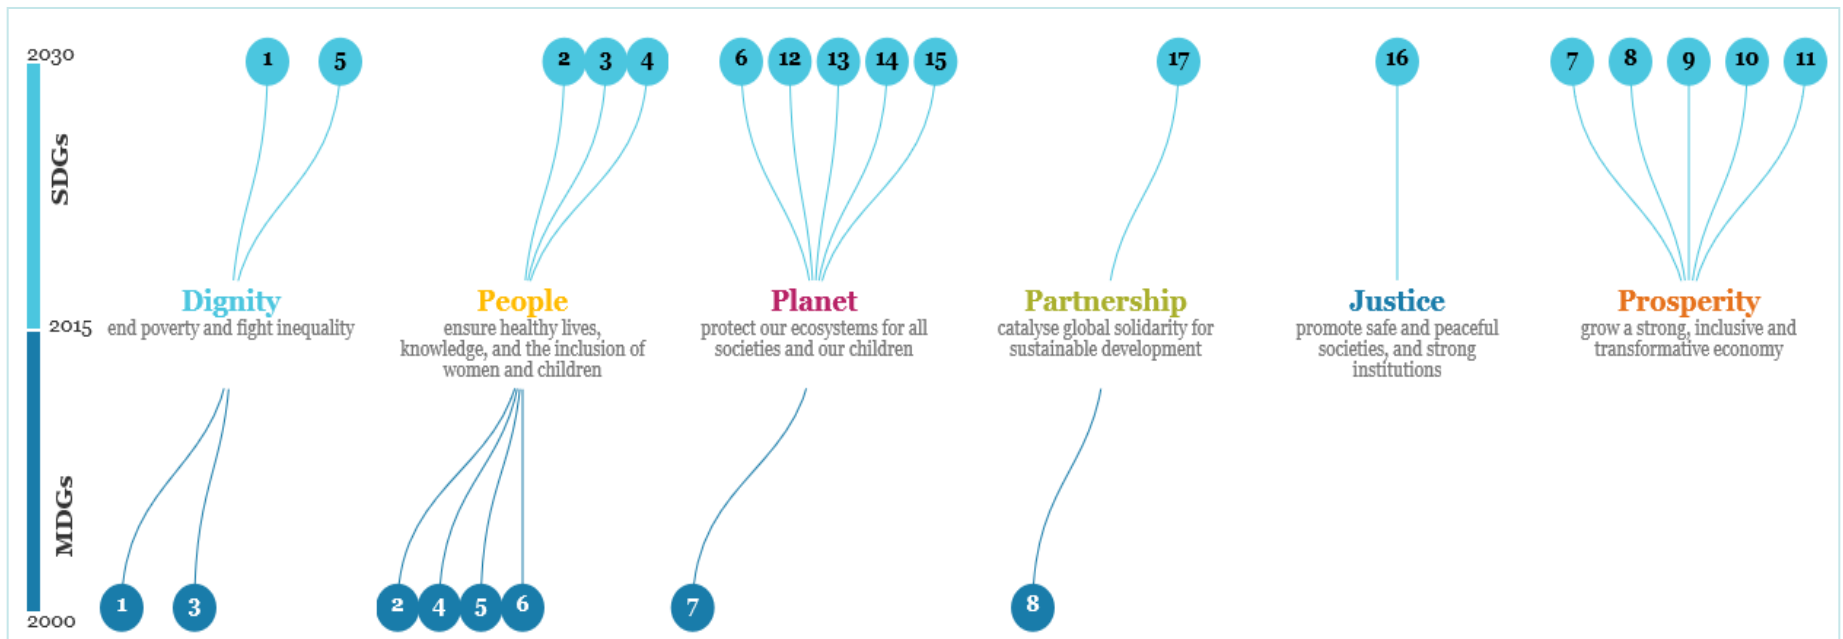 2030
1
5
2
3
4
6
12
13
14
15
17
16
7
8
9
10
11
SDGs
2015
Dignity
end poverty and fight inequality
People
ensure healthy lives,
knowledge, and the inclusion of
women and children
Planet
protect our ecosystems for all
societies and our children
Partnership
catalyse global solidarity for
sustainable development
Justice
promote safe and peaceful
societies, and strong
institutions
Prosperity
grow a strong, inclusive and
transformative economy
MDGs
2000
1
3
2
4
5
6
7
8